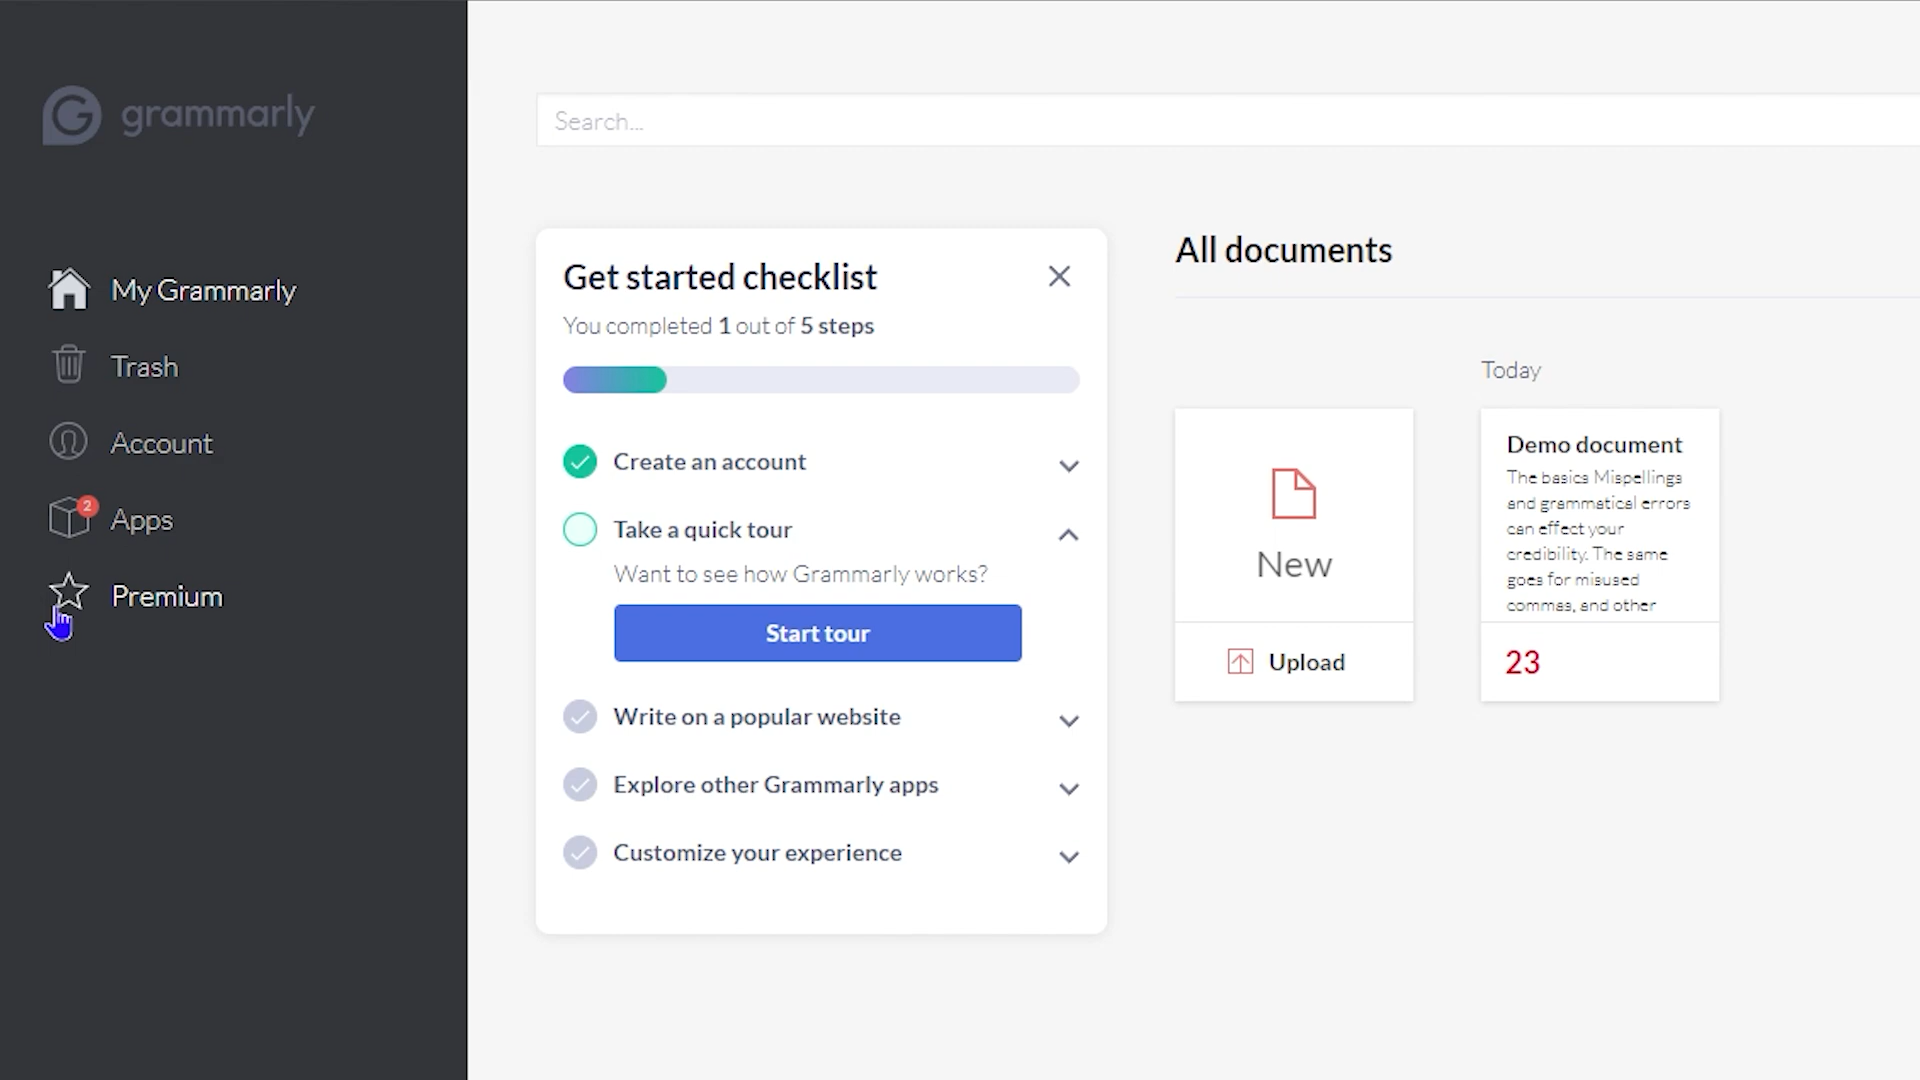 grammarly
My Grammarly
Trash
Account
2
Apps
Premium
Search...
Get started checklist
You completed 1 out of 5 steps
Create an account
Take a quick tour
Want to see how Grammarly works?
Start tour
Write on a popular website
Explore other Grammarly apps
Customize your experience
All documents
New
Upload
Today
Demo document
The basics Mispellings
and grammatical errors
can effect your
credibility. The same
goes for misused
commas, and other
23